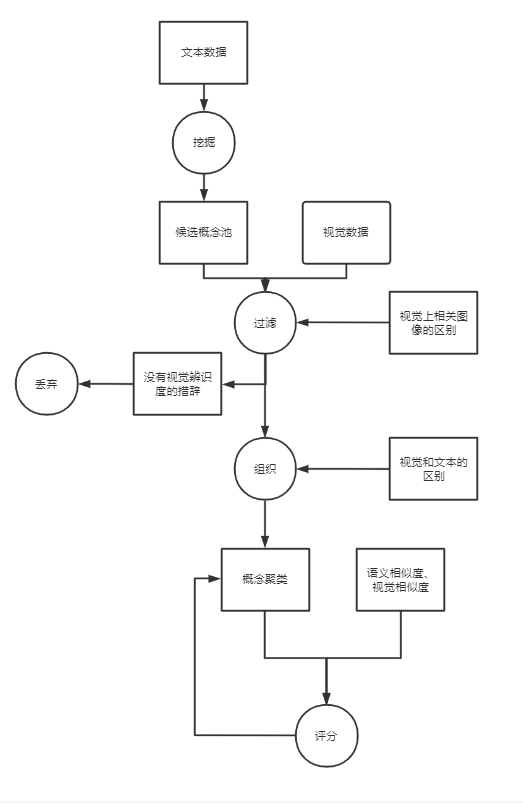 文本数据
挖掘
候选概念池
视觉数据
过滤
视觉上相关图
像的区别
丢弃
没有视觉辨识
度的措辞
组织
视觉和文本的
区别
概念聚类
语义相似度、
视觉相似度
评分